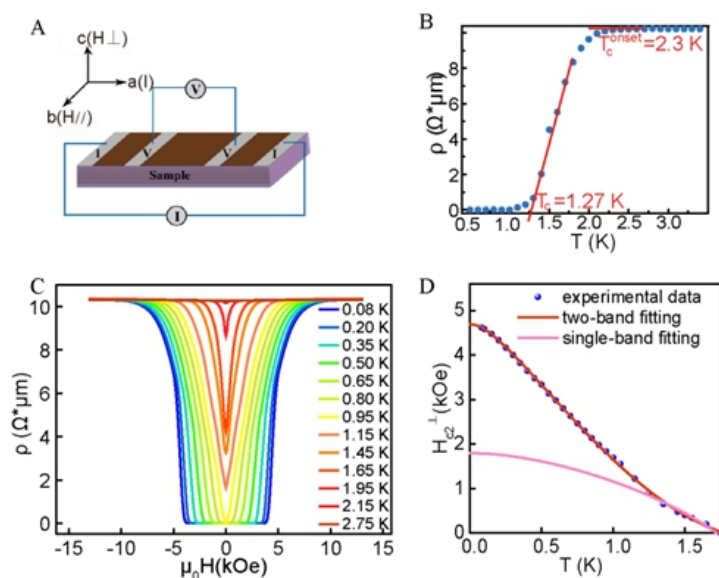 A
c(H⊥)
a(I)
b(H//)
V
I
V
V
I
Sample
I
B
ρ (Ω*μm)
10
8
6
4
2
0
T_c^onset=2.3 K
T_c=1.27 K
0.5 1.0 1.5 2.0 2.5 3.0
T (K)
C
ρ (Ω*μm)
10
8
6
4
2
0
0.08 K
0.20 K
0.35 K
0.50 K
0.65 K
0.80 K
0.95 K
1.15 K
1.45 K
1.65 K
1.95 K
2.15 K
2.75 K
-15 -10 -5 0 5 10 15
μ₀H(kOe)
D
H_c2^⊥(kOe)
5
4
2
0
experimental data
two-band fitting
single-band fitting
0.0 0.5 1.0 1.5
T (K)